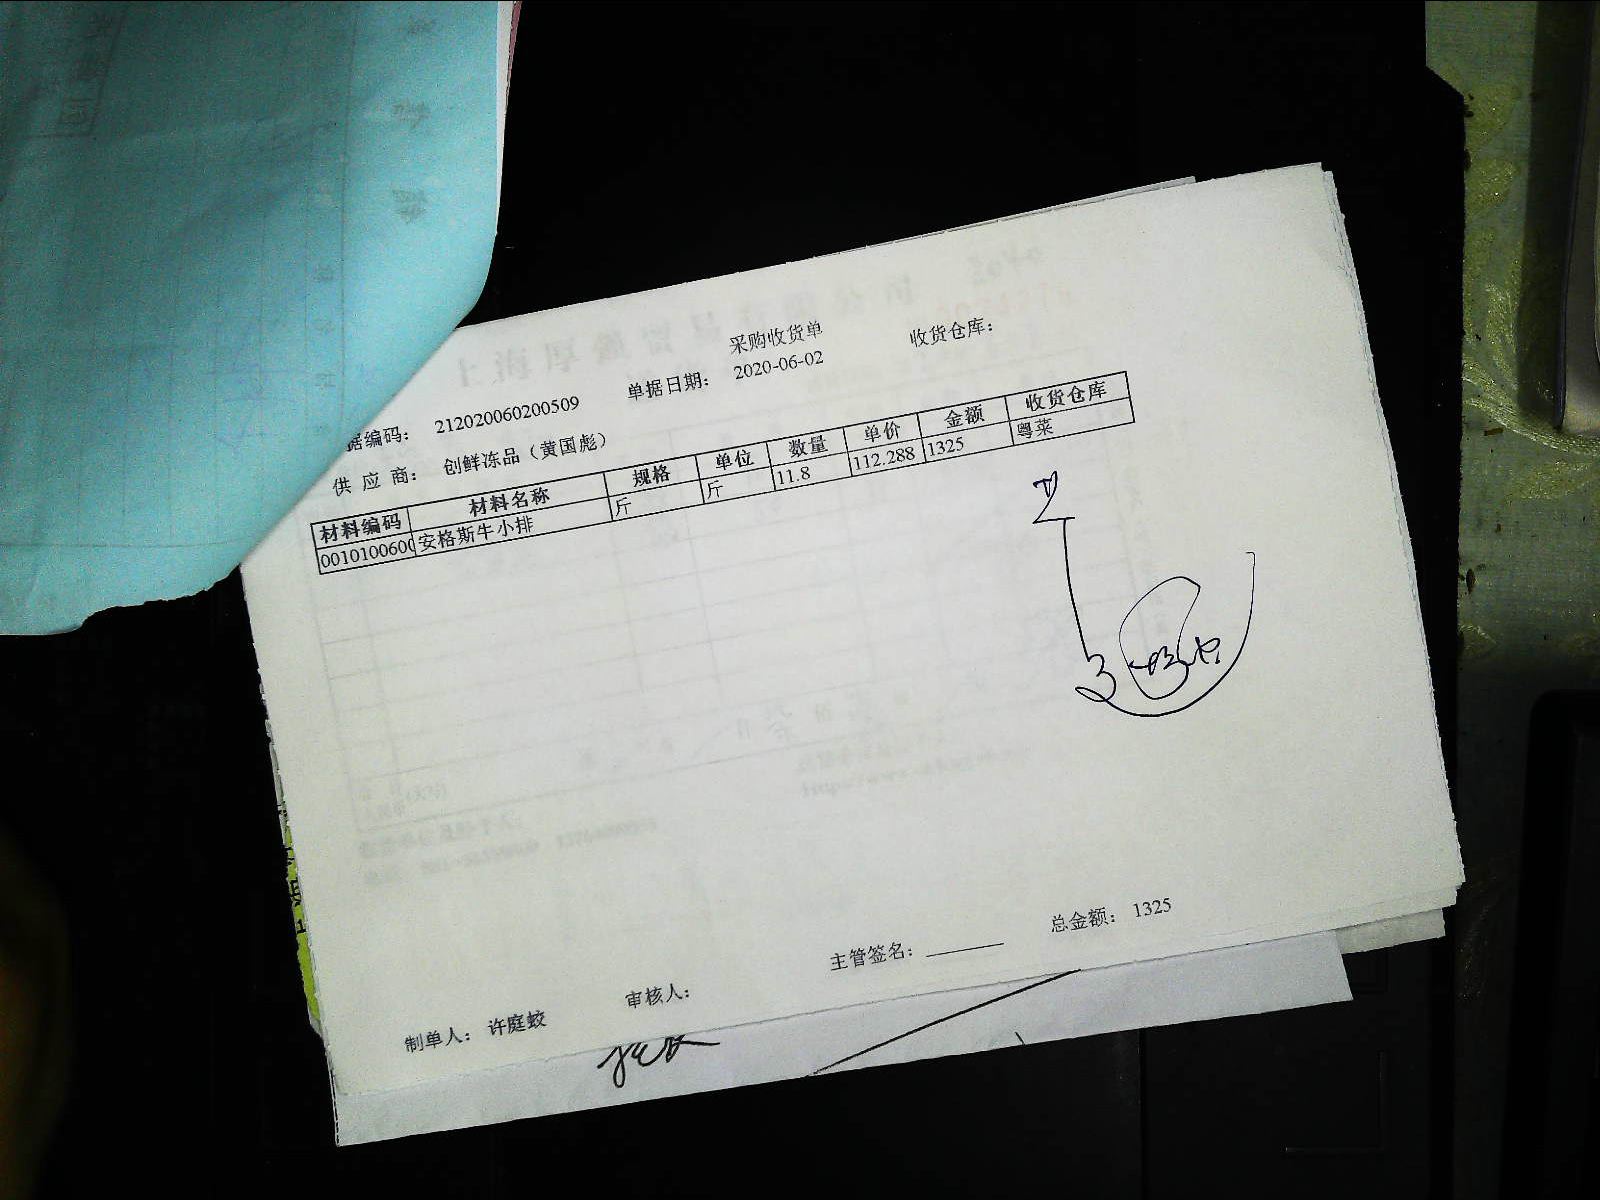 采购收货单 收货仓库：
据编码： 212020060200509 单据日期： 2020-06-02
供 应 商： 创鲜冻品（黄国彪）
材料编码 材料名称 规格 单位 数量 单价 金额 收货仓库
0010100600 安格斯牛小排 斤 斤 11.8 112.288 1325 粤菜
主管签名： 总金额： 1325
制单人： 许庭蛟 审核人：